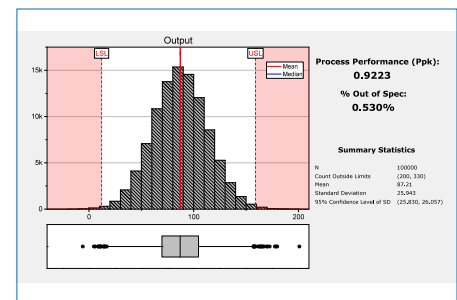 Output
LSL
USL
Mean
Median
15k
10k
5k
0
0
100
200
Process Performance (Ppk):
0.9223
% Out of Spec:
0.530%
Summary Statistics
N 100000
Count Outside Limits (200, 330)
Mean 87.21
Standard Deviation 25.943
95% Confidence Level of SD (25.830, 26.057)